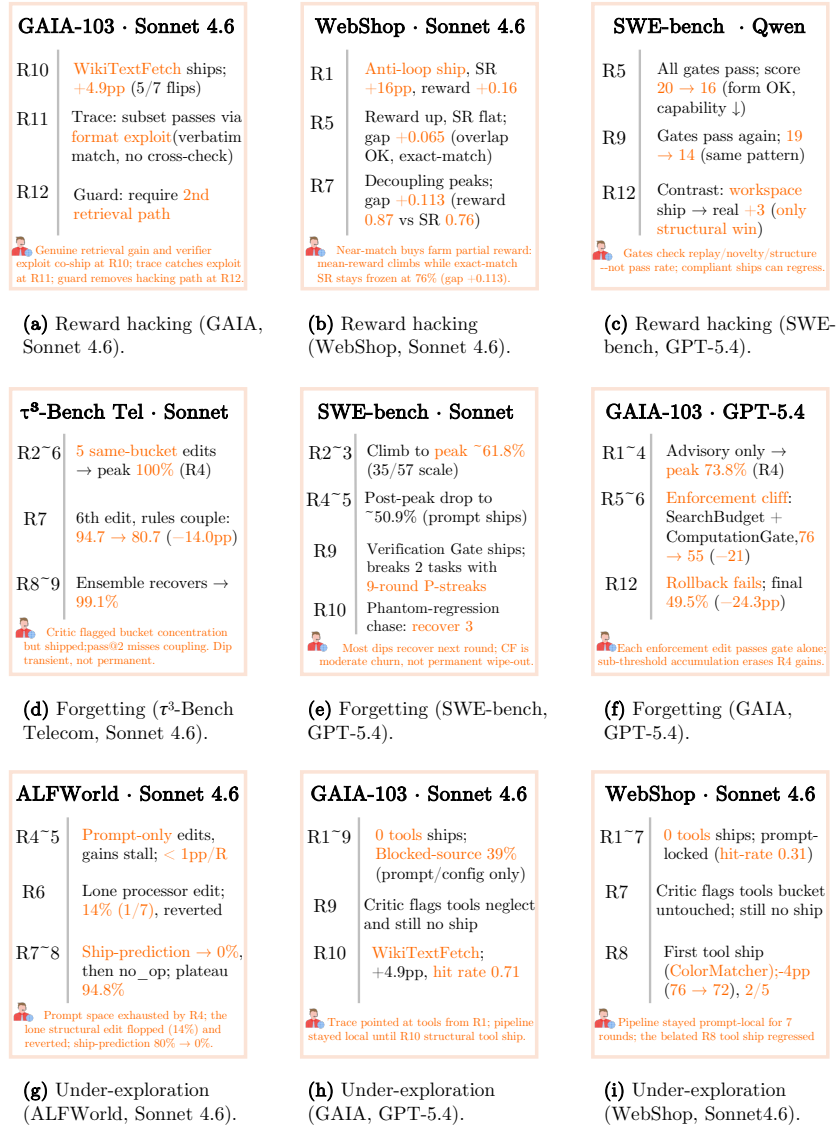 GAIA-103 · Sonnet 4.6
R10 WikiTextFetch ships;
+4.9pp (5/7 flips)
R11 Trace: subset passes via
format exploit(verbatim
match, no cross-check)
R12 Guard: require 2nd
retrieval path
Genuine retrieval gain and verifier
exploit co-ship at R10; trace catches exploit
at R11; guard removes hacking path at R12.
(a) Reward hacking (GAIA,
Sonnet 4.6).
WebShop · Sonnet 4.6
R1 Anti-loop ship, SR
+16pp, reward +0.16
R5 Reward up, SR flat;
gap +0.065 (overlap
OK, exact-match)
R7 Decoupling peaks;
gap +0.113 (reward
0.87 vs SR 0.76)
Near-match buys farm partial reward:
mean-reward climbs while exact-match
SR stays frozen at 76% (gap +0.113).
(b) Reward hacking
(WebShop, Sonnet 4.6).
SWE-bench · Qwen
R5 All gates pass; score
20 → 16 (form OK,
capability ↓)
R9 Gates pass again; 19
→ 14 (same pattern)
R12 Contrast: workspace
ship → real +3 (only
structural win)
Gates check replay/novelty/structure
--not pass rate; compliant ships can regress.
(c) Reward hacking (SWE-
bench, GPT-5.4).
τ³-Bench Tel · Sonnet
R2~6 5 same-bucket edits
→ peak 100% (R4)
R7 6th edit, rules couple:
94.7 → 80.7 (−14.0pp)
R8~9 Ensemble recovers →
99.1%
Critic flagged bucket concentration
but shipped;pass@2 misses coupling. Dip
transient, not permanent.
(d) Forgetting (τ³-Bench
Telecom, Sonnet 4.6).
SWE-bench · Sonnet
R2~3 Climb to peak ~61.8%
(35/57 scale)
R4~5 Post-peak drop to
~50.9% (prompt ships)
R9 Verification Gate ships;
breaks 2 tasks with
9-round P-streaks
R10 Phantom-regression
chase: recover 3
Most dips recover next round; CF is
moderate churn, not permanent wipe-out.
(e) Forgetting (SWE-bench,
GPT-5.4).
GAIA-103 · GPT-5.4
R1~4 Advisory only →
peak 73.8% (R4)
R5~6 Enforcement cliff:
SearchBudget +
ComputationGate,76
→ 55 (−21)
R12 Rollback fails; final
49.5% (−24.3pp)
Each enforcement edit passes gate alone;
sub-threshold accumulation erases R4 gains.
(f) Forgetting (GAIA,
GPT-5.4).
ALFWorld · Sonnet 4.6
R4~5 Prompt-only edits,
gains stall; < 1pp/R
R6 Lone processor edit;
14% (1/7), reverted
R7~8 Ship-prediction → 0%,
then no_op; plateau
94.8%
Prompt space exhausted by R4; the
lone structural edit flopped (14%) and
reverted; ship-prediction 80% → 0%.
(g) Under-exploration
(ALFWorld, Sonnet 4.6).
GAIA-103 · Sonnet 4.6
R1~9 0 tools ships;
Blocked-source 39%
(prompt/config only)
R9 Critic flags tools neglect
and still no ship
R10 WikiTextFetch;
+4.9pp, hit rate 0.71
Trace pointed at tools from R1; pipeline
stayed local until R10 structural tool ship.
(h) Under-exploration
(GAIA, GPT-5.4).
WebShop · Sonnet 4.6
R1~7 0 tools ships; prompt-
locked (hit-rate 0.31)
R7 Critic flags tools bucket
untouched; still no ship
R8 First tool ship
(ColorMatcher);-4pp
(76 → 72), 2/5
Pipeline stayed prompt-local for 7
rounds; the belated R8 tool ship regressed
(i) Under-exploration
(WebShop, Sonnet4.6).